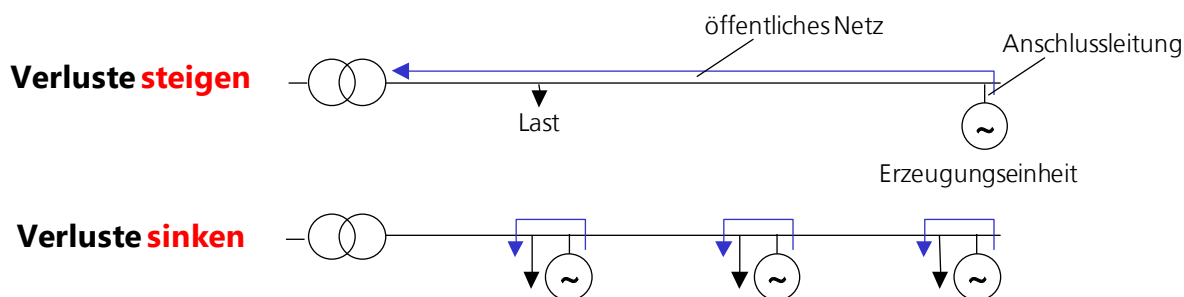 öffentliches Netz
Anschlussleitung
Verluste steigen
Last
~
Erzeugungseinheit
Verluste sinken
~ ~ ~